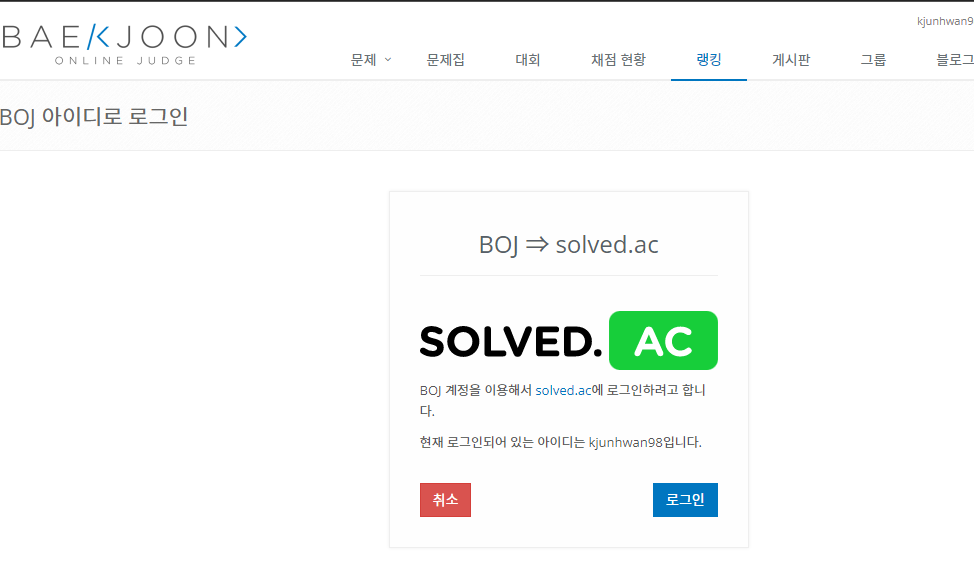 BAEKJOON
ONLINE JUDGE
kjunhwan9
문제 문제집 대회 채점 현황 랭킹 게시판 그룹 블로그
BOJ 아이디로 로그인
BOJ ⇒ solved.ac
SOLVED. AC
BOJ 계정을 이용해서 solved.ac에 로그인하려고 합니
다.
현재 로그인되어 있는 아이디는 kjunhwan98입니다.
취소 로그인